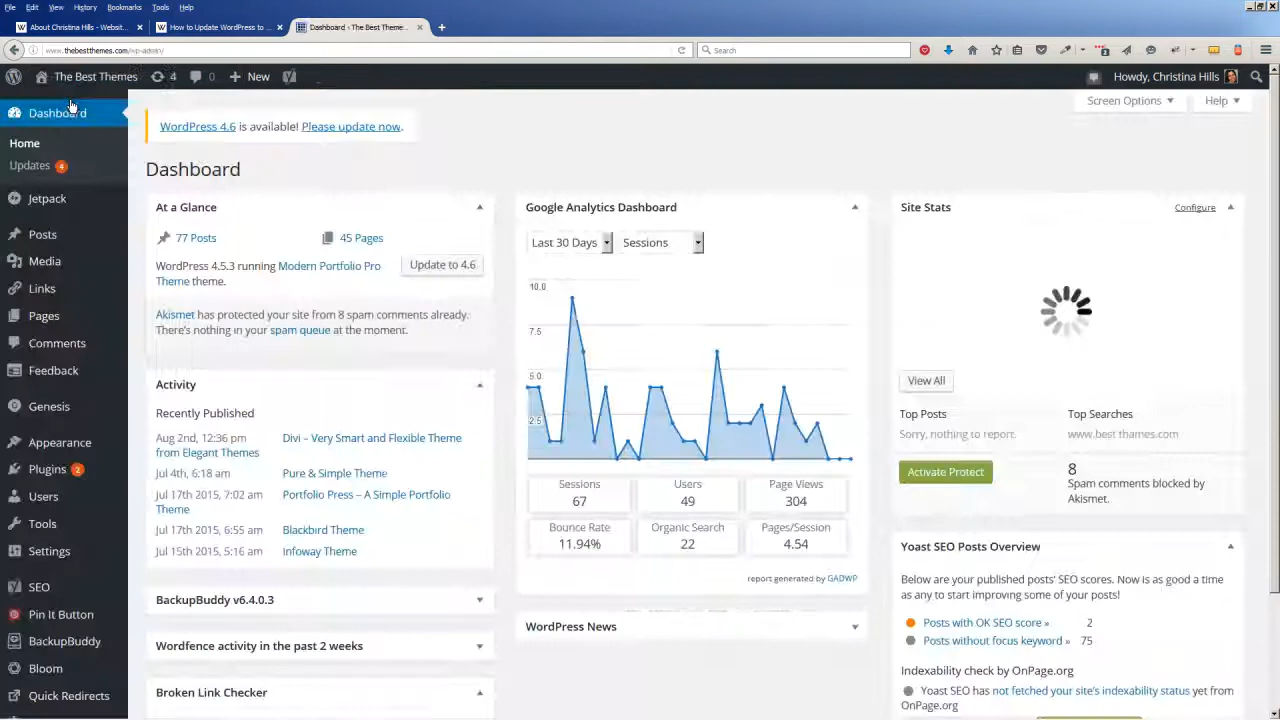 File Edit View History Bookmarks Tools Help
About Christina Hills - Websit... × How to Update WordPress to ... × Dashboard ‹ The Best Theme... × +
www.thebestthemes.com/wp-admin/ Search
The Best Themes 4 0 + New Howdy, Christina Hills
Screen Options Help
WordPress 4.6 is available! Please update now.
Dashboard
Home
Updates 4
Jetpack
Posts
Media
Links
Pages
Comments
Feedback
Genesis
Appearance
Plugins 2
Users
Tools
Settings
SEO
Pin It Button
BackupBuddy
Bloom
Quick Redirects
Dashboard
At a Glance
77 Posts 45 Pages
WordPress 4.5.3 running Modern Portfolio Pro
Theme theme.
Update to 4.6
Akismet has protected your site from 8 spam comments already.
There's nothing in your spam queue at the moment.
Activity
Recently Published
Aug 2nd, 12:36 pm Divi – Very Smart and Flexible Theme
from Elegant Themes
Jul 4th, 6:18 am Pure & Simple Theme
Jul 17th 2015, 7:02 am Portfolio Press – A Simple Portfolio
Theme
Jul 17th 2015, 6:55 am Blackbird Theme
Jul 15th 2015, 5:16 am Infoway Theme
BackupBuddy v6.4.0.3
Wordfence activity in the past 2 weeks
Broken Link Checker
Google Analytics Dashboard
Last 30 Days Sessions
10.0
7.5
5.0
2.5
Sessions Users Page Views
67 49 304
Bounce Rate Organic Search Pages/Session
11.94% 22 4.54
report generated by GADWP
WordPress News
Site Stats Configure
View All
Top Posts Top Searches
Sorry, nothing to report. www.best thames.com
Activate Protect
8
Spam comments blocked by
Akismet.
Yoast SEO Posts Overview
Below are your published posts' SEO scores. Now is as good a time
as any to start improving some of your posts!
Posts with OK SEO score » 2
Posts without focus keyword » 75
Indexability check by OnPage.org
Yoast SEO has not fetched your site's indexability status yet from
OnPage.org